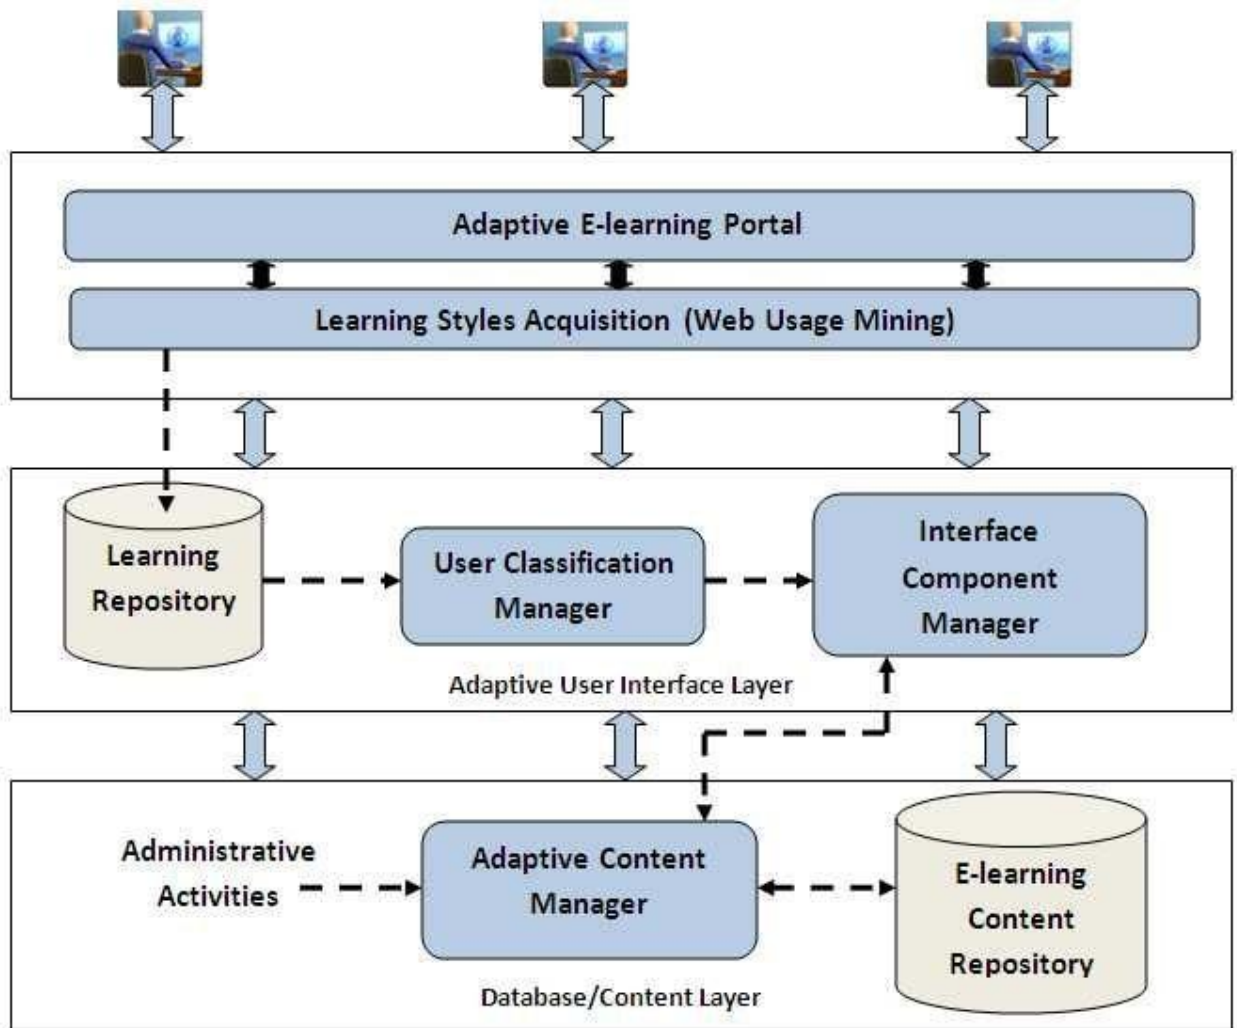 Adaptive E-learning Portal
Learning Styles Acquisition (Web Usage Mining)
Learning
Repository
User Classification
Manager
Interface
Component
Manager
Adaptive User Interface Layer
Administrative
Activities
Adaptive Content
Manager
E-learning
Content
Repository
Database/Content Layer